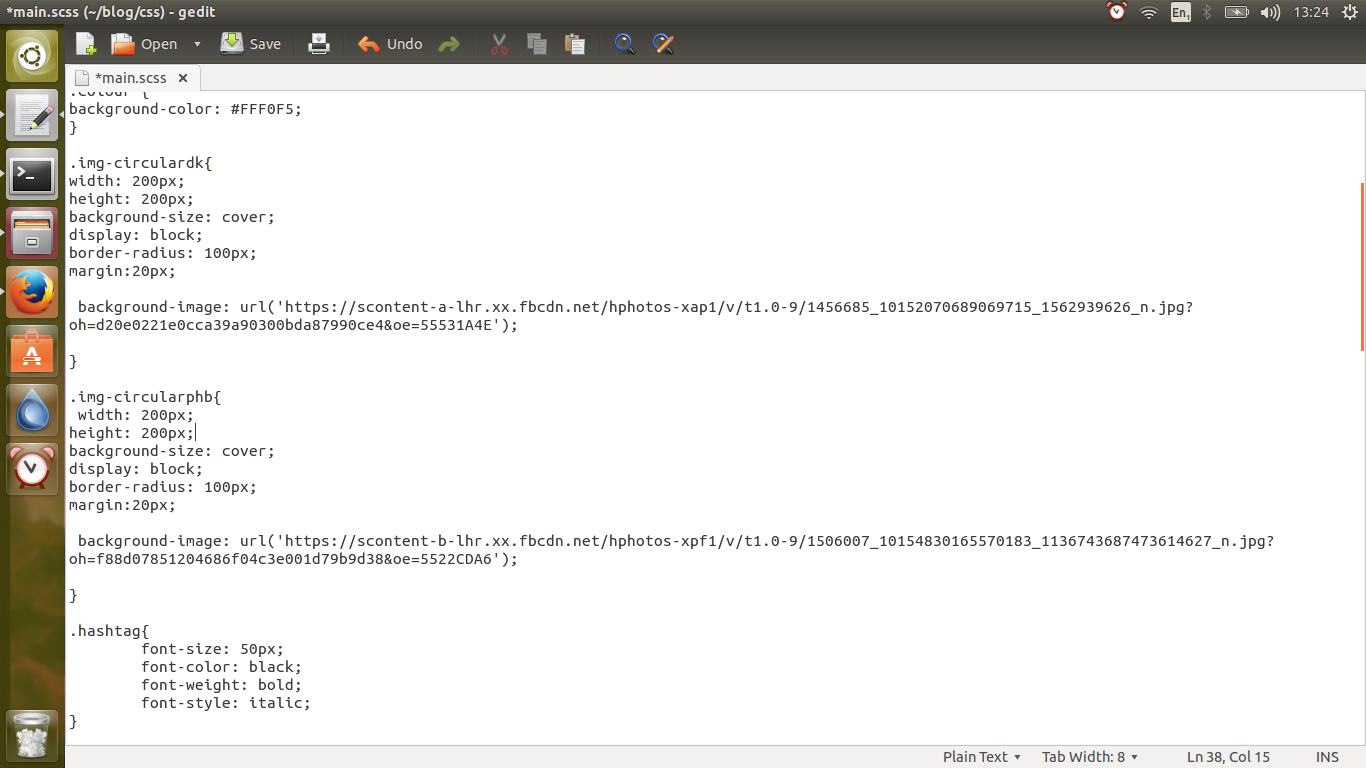 *main.scss (~/blog/css) - gedit
En1
13:24
Open
Save
Undo
*main.scss
.colour {
background-color: #FFF0F5;
}
.img-circulardk{
width: 200px;
height: 200px;
background-size: cover;
display: block;
border-radius: 100px;
margin:20px;
background-image: url('https://scontent-a-lhr.xx.fbcdn.net/hphotos-xap1/v/t1.0-9/1456685_10152070689069715_1562939626_n.jpg?
oh=d20e0221e0cca39a90300bda87990ce4&oe=55531A4E');
}
.img-circularphb{
width: 200px;
height: 200px;
background-size: cover;
display: block;
border-radius: 100px;
margin:20px;
background-image: url('https://scontent-b-lhr.xx.fbcdn.net/hphotos-xpf1/v/t1.0-9/1506007_10154830165570183_1136743687473614627_n.jpg?
oh=f88d07851204686f04c3e001d79b9d38&oe=5522CDA6');
}
.hashtag{
font-size: 50px;
font-color: black;
font-weight: bold;
font-style: italic;
}
Plain Text
Tab Width: 8
Ln 38, Col 15
INS